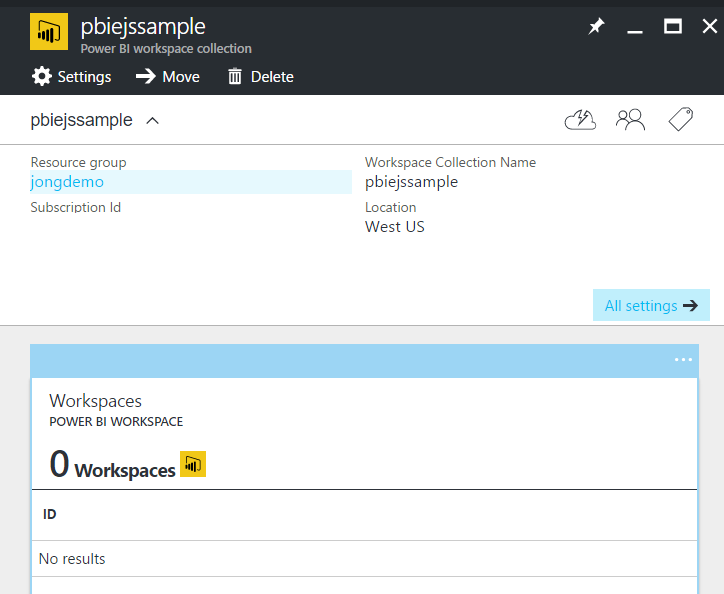 pbiejssample
Power BI workspace collection
Settings Move Delete
pbiejssample
Resource group
jongdemo
Subscription Id
Workspace Collection Name
pbiejssample
Location
West US
All settings
Workspaces
POWER BI WORKSPACE
0 Workspaces
ID
No results